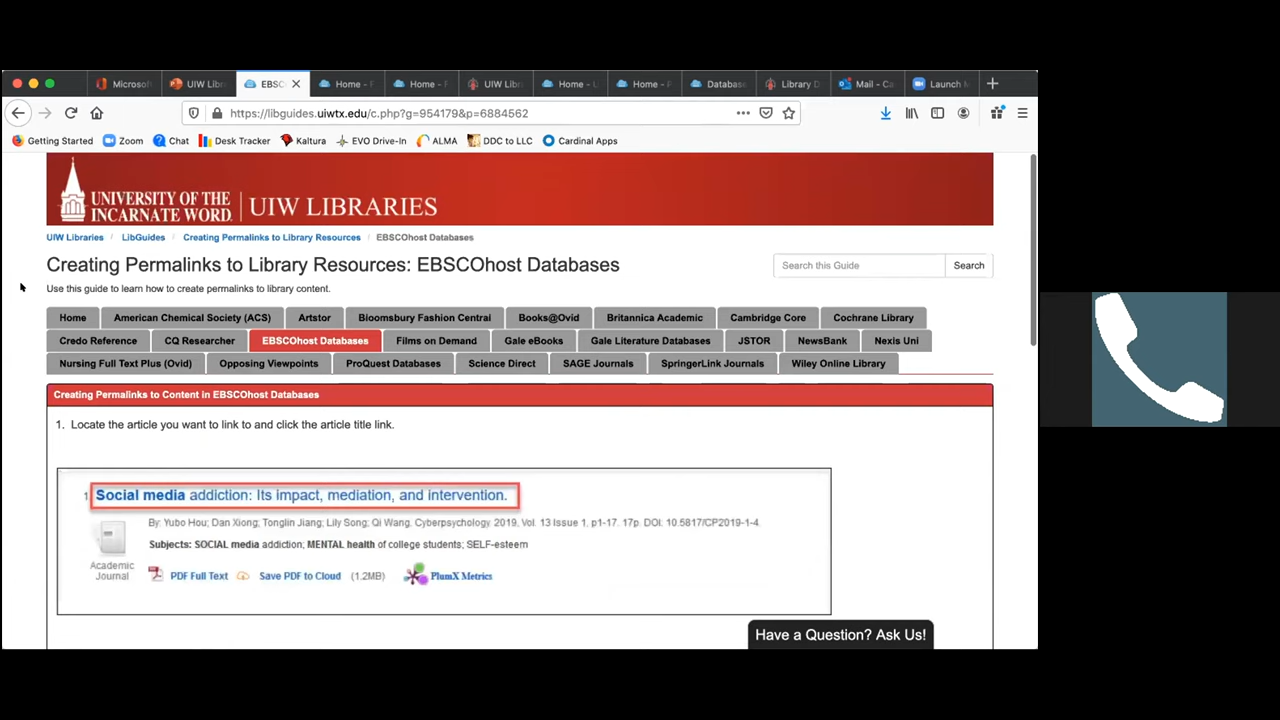 Microsof
UIW Libr
EBSC
Home - F
Home - F
UIW Libr
Home - L
Home - P
Database
Library D
Mail - Ca
Launch M
https://libguides.uiwtx.edu/c.php?g=954179&p=6884562
Getting Started Zoom Chat Desk Tracker Kaltura EVO Drive-In ALMA DDC to LLC Cardinal Apps
UNIVERSITY OF THE
INCARNATE WORD
UIW LIBRARIES
UIW Libraries / LibGuides / Creating Permalinks to Library Resources / EBSCOhost Databases
Creating Permalinks to Library Resources: EBSCOhost Databases
Search this Guide Search
Use this guide to learn how to create permalinks to library content.
Home American Chemical Society (ACS) Artstor Bloomsbury Fashion Central Books@Ovid Britannica Academic Cambridge Core Cochrane Library
Credo Reference CQ Researcher EBSCOhost Databases Films on Demand Gale eBooks Gale Literature Databases JSTOR NewsBank Nexis Uni
Nursing Full Text Plus (Ovid) Opposing Viewpoints ProQuest Databases Science Direct SAGE Journals SpringerLink Journals Wiley Online Library
Creating Permalinks to Content in EBSCOhost Databases
1. Locate the article you want to link to and click the article title link.
1 Social media addiction: Its impact, mediation, and intervention.
By: Yubo Hou; Dan Xiong; Tonglin Jiang; Lily Song; Qi Wang. Cyberpsychology. 2019, Vol. 13 Issue 1, p1-17. 17p. DOI: 10.5817/CP2019-1-4.
Subjects: SOCIAL media addiction; MENTAL health of college students; SELF-esteem
Academic
Journal
PDF Full Text Save PDF to Cloud (1.2MB) PlumX Metrics
Have a Question? Ask Us!